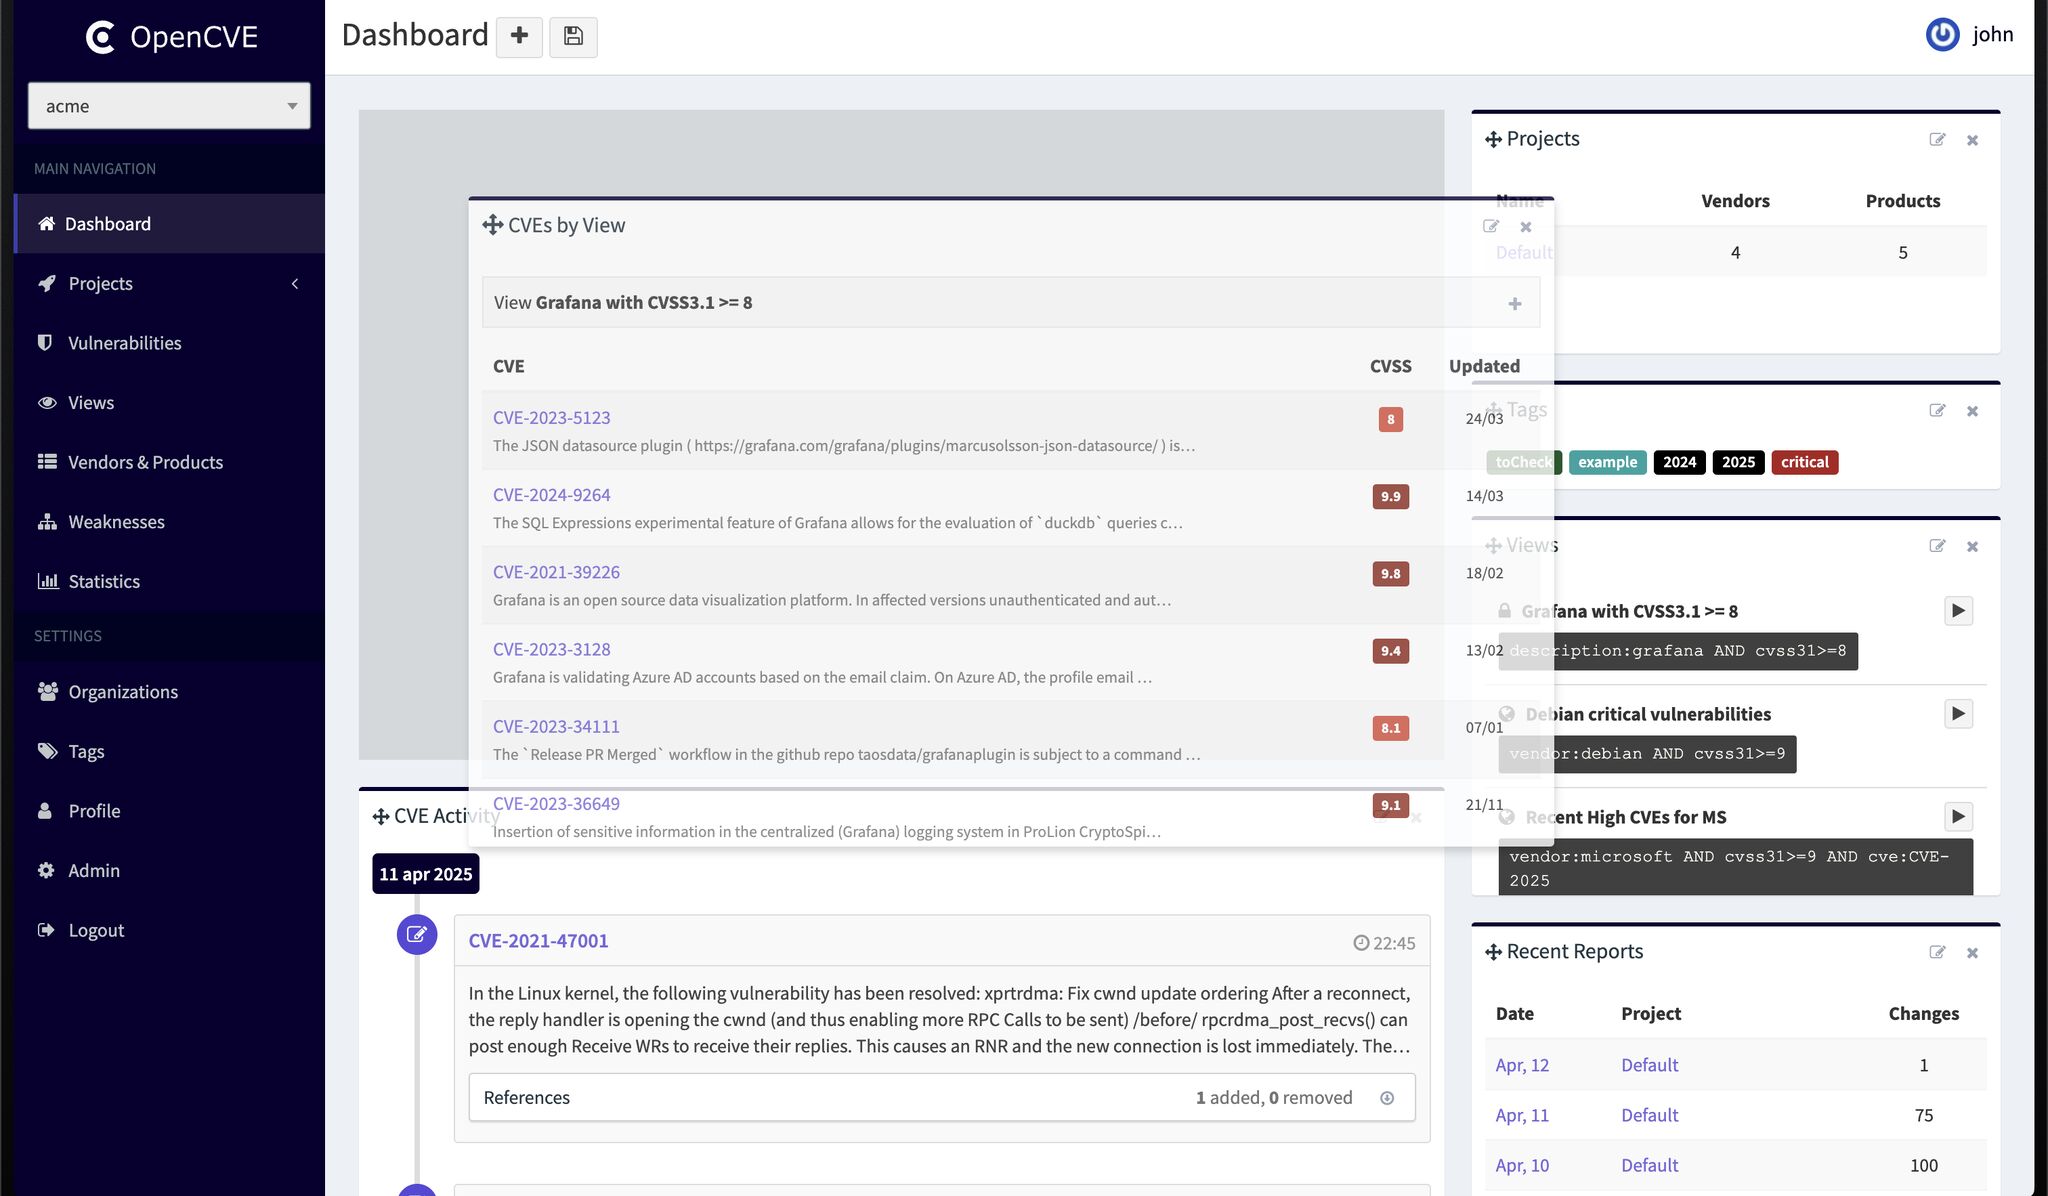 OpenCVE
acme
MAIN NAVIGATION
Dashboard
Projects
Vulnerabilities
Views
Vendors & Products
Weaknesses
Statistics
SETTINGS
Organizations
Tags
Profile
Admin
Logout
Dashboard
john
CVEs by View
View Grafana with CVSS3.1 >= 8
CVE CVSS Updated
CVE-2023-5123 8 24/03
The JSON datasource plugin ( https://grafana.com/grafana/plugins/marcusolsson-json-datasource/ ) is…
CVE-2024-9264 9.9 14/03
The SQL Expressions experimental feature of Grafana allows for the evaluation of `duckdb` queries c…
CVE-2021-39226 9.8 18/02
Grafana is an open source data visualization platform. In affected versions unauthenticated and aut…
CVE-2023-3128 9.4 13/02
Grafana is validating Azure AD accounts based on the email claim. On Azure AD, the profile email …
CVE-2023-34111 8.1 07/01
The `Release PR Merged` workflow in the github repo taosdata/grafanaplugin is subject to a command …
CVE-2023-36649 9.1 21/11
Insertion of sensitive information in the centralized (Grafana) logging system in ProLion CryptoSpi…
CVE Activity
11 apr 2025
CVE-2021-47001 22:45
In the Linux kernel, the following vulnerability has been resolved: xprtrdma: Fix cwnd update ordering After a reconnect,
the reply handler is opening the cwnd (and thus enabling more RPC Calls to be sent) /before/ rpcrdma_post_recvs() can
post enough Receive WRs to receive their replies. This causes an RNR and the new connection is lost immediately. The…
References 1 added, 0 removed
Projects
Name Vendors Products
Default 4 5
Tags
toCheck example 2024 2025 critical
Views
Grafana with CVSS3.1 >= 8
description:grafana AND cvss31>=8
Debian critical vulnerabilities
vendor:debian AND cvss31>=9
Recent High CVEs for MS
vendor:microsoft AND cvss31>=9 AND cve:CVE-
2025
Recent Reports
Date Project Changes
Apr, 12 Default 1
Apr, 11 Default 75
Apr, 10 Default 100